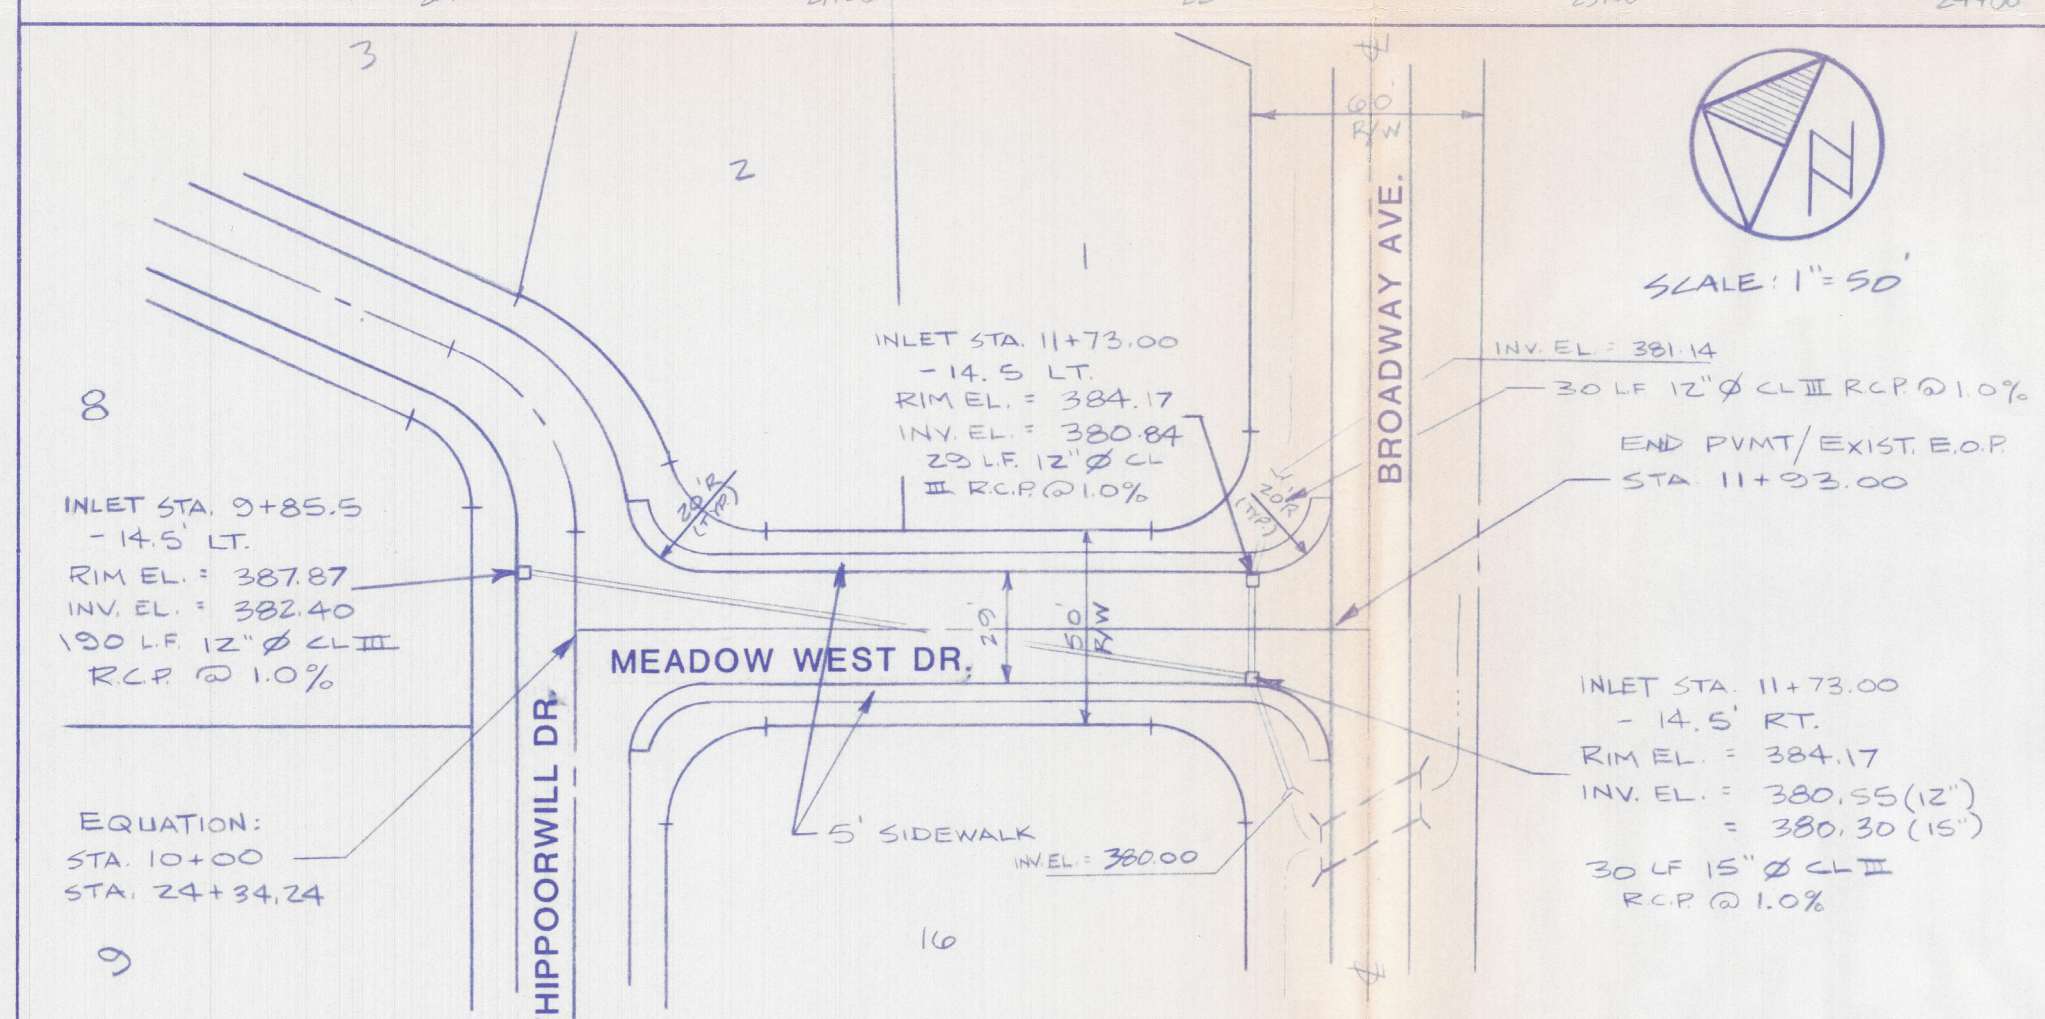 24+00
3
2
1
60'
R/W
BROADWAY AVE.
N
SCALE: 1"=50'
INLET STA. 11+73.00
- 14.5 LT.
RIM EL. = 384.17
INV. EL. = 380.84
29 L.F. 12"Ø CL
III R.C.P. @ 1.0%
INV. EL. = 381.14
30 L.F. 12"Ø CL III R.C.P. @ 1.0%
END PVMT/EXIST. E.O.P.
STA. 11+93.00
8
INLET STA. 9+85.5
- 14.5' LT.
RIM EL. = 387.87
INV. EL. = 382.40
190 L.F. 12"Ø CL III
R.C.P. @ 1.0%
20'R
(TYP.)
20'R
(TYP.)
29'
50'
R/W
MEADOW WEST DR.
HIPPOORWILL DR.
INLET STA. 11+73.00
- 14.5' RT.
RIM EL. = 384.17
INV. EL. = 380.55 (12")
= 380.30 (15")
30 LF 15"Ø CL III
R.C.P. @ 1.0%
EQUATION:
STA. 10+00
STA. 24+34.24
5' SIDEWALK
INV. EL. = 380.00
9
16